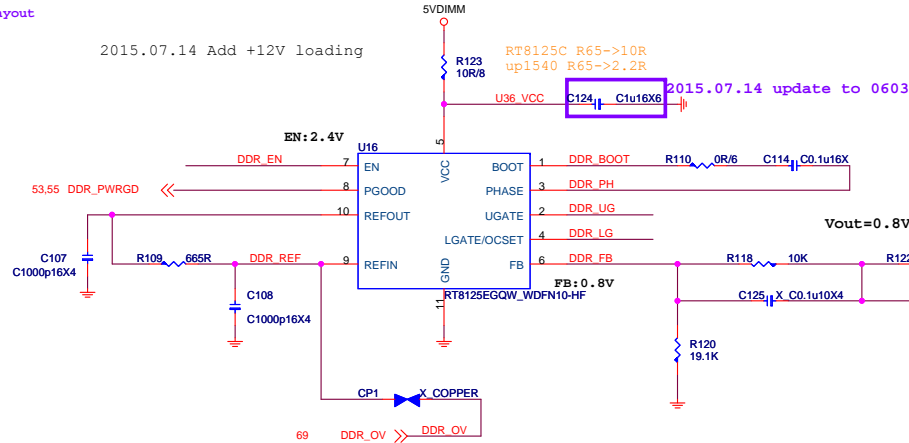 ayout
5VDIMM
2015.07.14 Add +12V loading
R123
10R/8
RT8125C R65->10R
up1540 R65->2.2R
U36_VCC
C124
C1u16X6
2015.07.14 update to 0603
EN:2.4V
U16
5
DDR_EN
7
EN
VCC
BOOT
1
DDR_BOOT
R110
0R/6
C114
C0.1u16X
53,55
DDR_PWRGD
8
PGOOD
PHASE
3
DDR_PH
10
REFOUT
UGATE
2
DDR_UG
Vout=0.8V
LGATE/OCSET
4
DDR_LG
C107
C1000p16X4
R109
665R
DDR_REF
9
REFIN
GND
FB
6
DDR_FB
R118
10K
R122
FB:0.8V
11
RT8125EGQW_WDFN10-HF
C108
C1000p16X4
C125
X_C0.1u10X4
R120
19.1K
CP1
X_COPPER
69
DDR_OV
DDR_OV